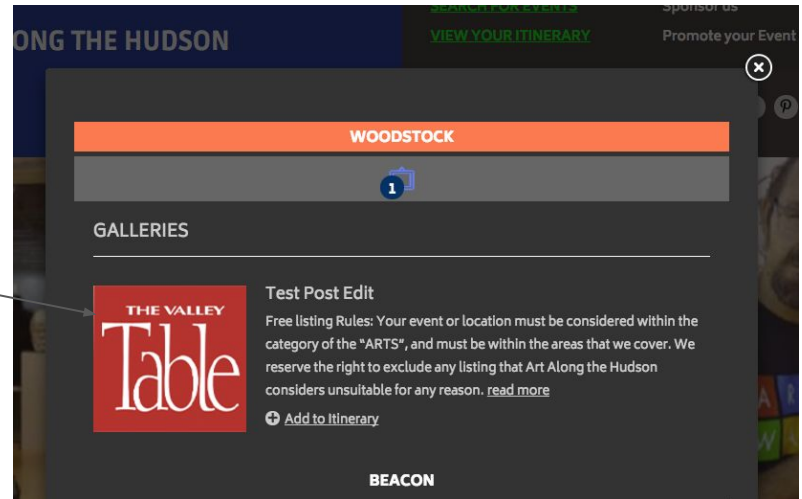 SEARCH FOR EVENTS
Sponsor us
ONG THE HUDSON
VIEW YOUR ITINERARY
Promote your Event
WOODSTOCK
1
GALLERIES
THE VALLEY
Table
Test Post Edit
Free listing Rules: Your event or location must be considered within the
category of the "ARTS", and must be within the areas that we cover. We
reserve the right to exclude any listing that Art Along the Hudson
considers unsuitable for any reason. read more
Add to Itinerary
A R
W
BEACON